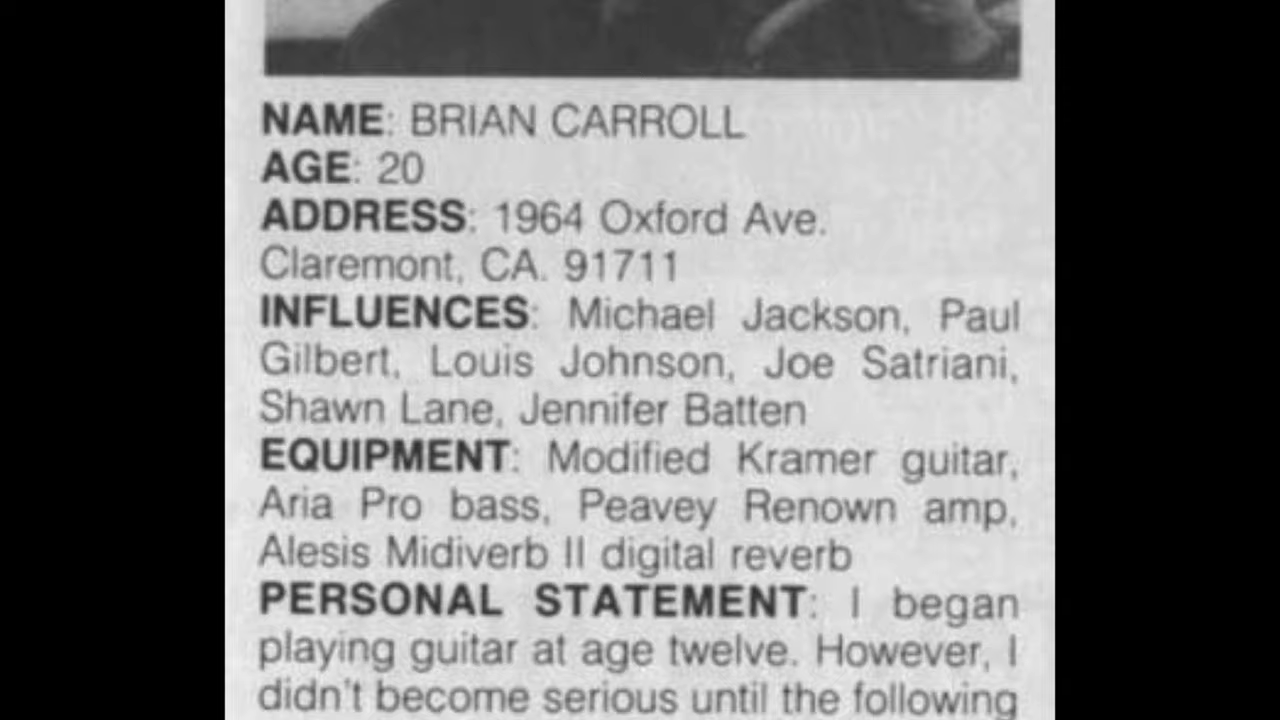 NAME: BRIAN CARROLL
AGE: 20
ADDRESS: 1964 Oxford Ave.
Claremont, CA. 91711
INFLUENCES: Michael Jackson, Paul
Gilbert, Louis Johnson, Joe Satriani,
Shawn Lane, Jennifer Batten
EQUIPMENT: Modified Kramer guitar,
Aria Pro bass, Peavey Renown amp,
Alesis Midiverb II digital reverb
PERSONAL STATEMENT: I began
playing guitar at age twelve. However, I
didn't become serious until the following